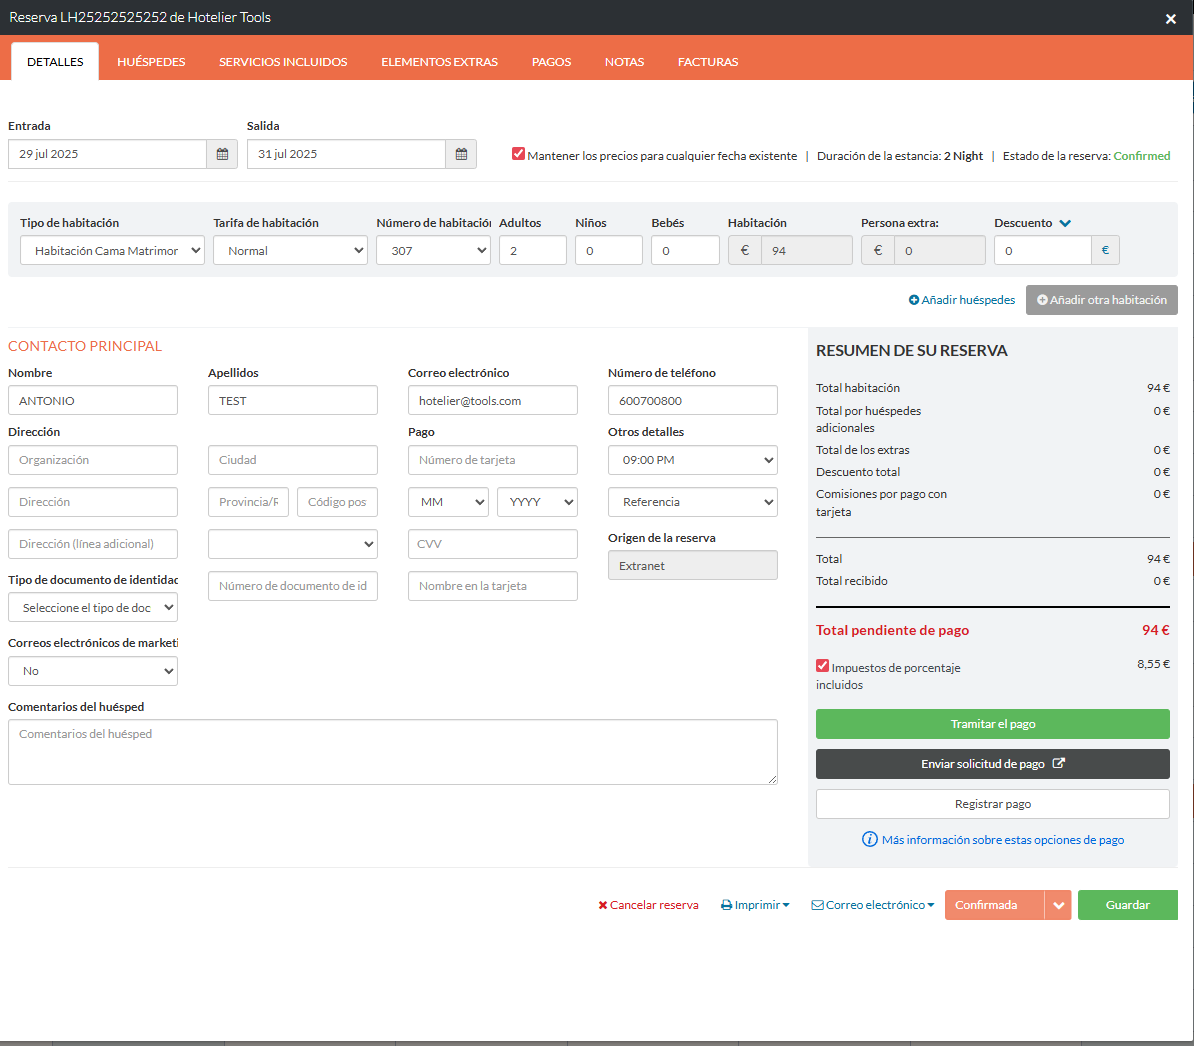 Reserva LH25252525252 de Hotelier Tools
DETALLES HUÉSPEDES SERVICIOS INCLUIDOS ELEMENTOS EXTRAS PAGOS NOTAS FACTURAS
Entrada Salida
29 jul 2025 31 jul 2025 Mantener los precios para cualquier fecha existente | Duración de la estancia: 2 Night | Estado de la reserva: Confirmed
Tipo de habitación Tarifa de habitación Número de habitación Adultos Niños Bebés Habitación Persona extra: Descuento
Habitación Cama Matrimor Normal 307 2 0 0 € 94 € 0 0 €
Añadir huéspedes Añadir otra habitación
CONTACTO PRINCIPAL
Nombre Apellidos Correo electrónico Número de teléfono
ANTONIO TEST hotelier@tools.com 600700800
Dirección Pago Otros detalles
Organización Ciudad Número de tarjeta 09:00 PM
Dirección Provincia/R Código pos MM YYYY Referencia
Dirección (línea adicional) CVV Origen de la reserva
Extranet
Tipo de documento de identidad Número de documento de id Nombre en la tarjeta
Seleccione el tipo de doc
Correos electrónicos de marketi
No
Comentarios del huésped
Comentarios del huésped
RESUMEN DE SU RESERVA
Total habitación 94 €
Total por huéspedes 0 €
adicionales
Total de los extras 0 €
Descuento total 0 €
Comisiones por pago con 0 €
tarjeta
Total 94 €
Total recibido 0 €
Total pendiente de pago 94 €
Impuestos de porcentaje 8,55 €
incluidos
Tramitar el pago
Enviar solicitud de pago
Registrar pago
Más información sobre estas opciones de pago
Cancelar reserva Imprimir Correo electrónico Confirmada Guardar